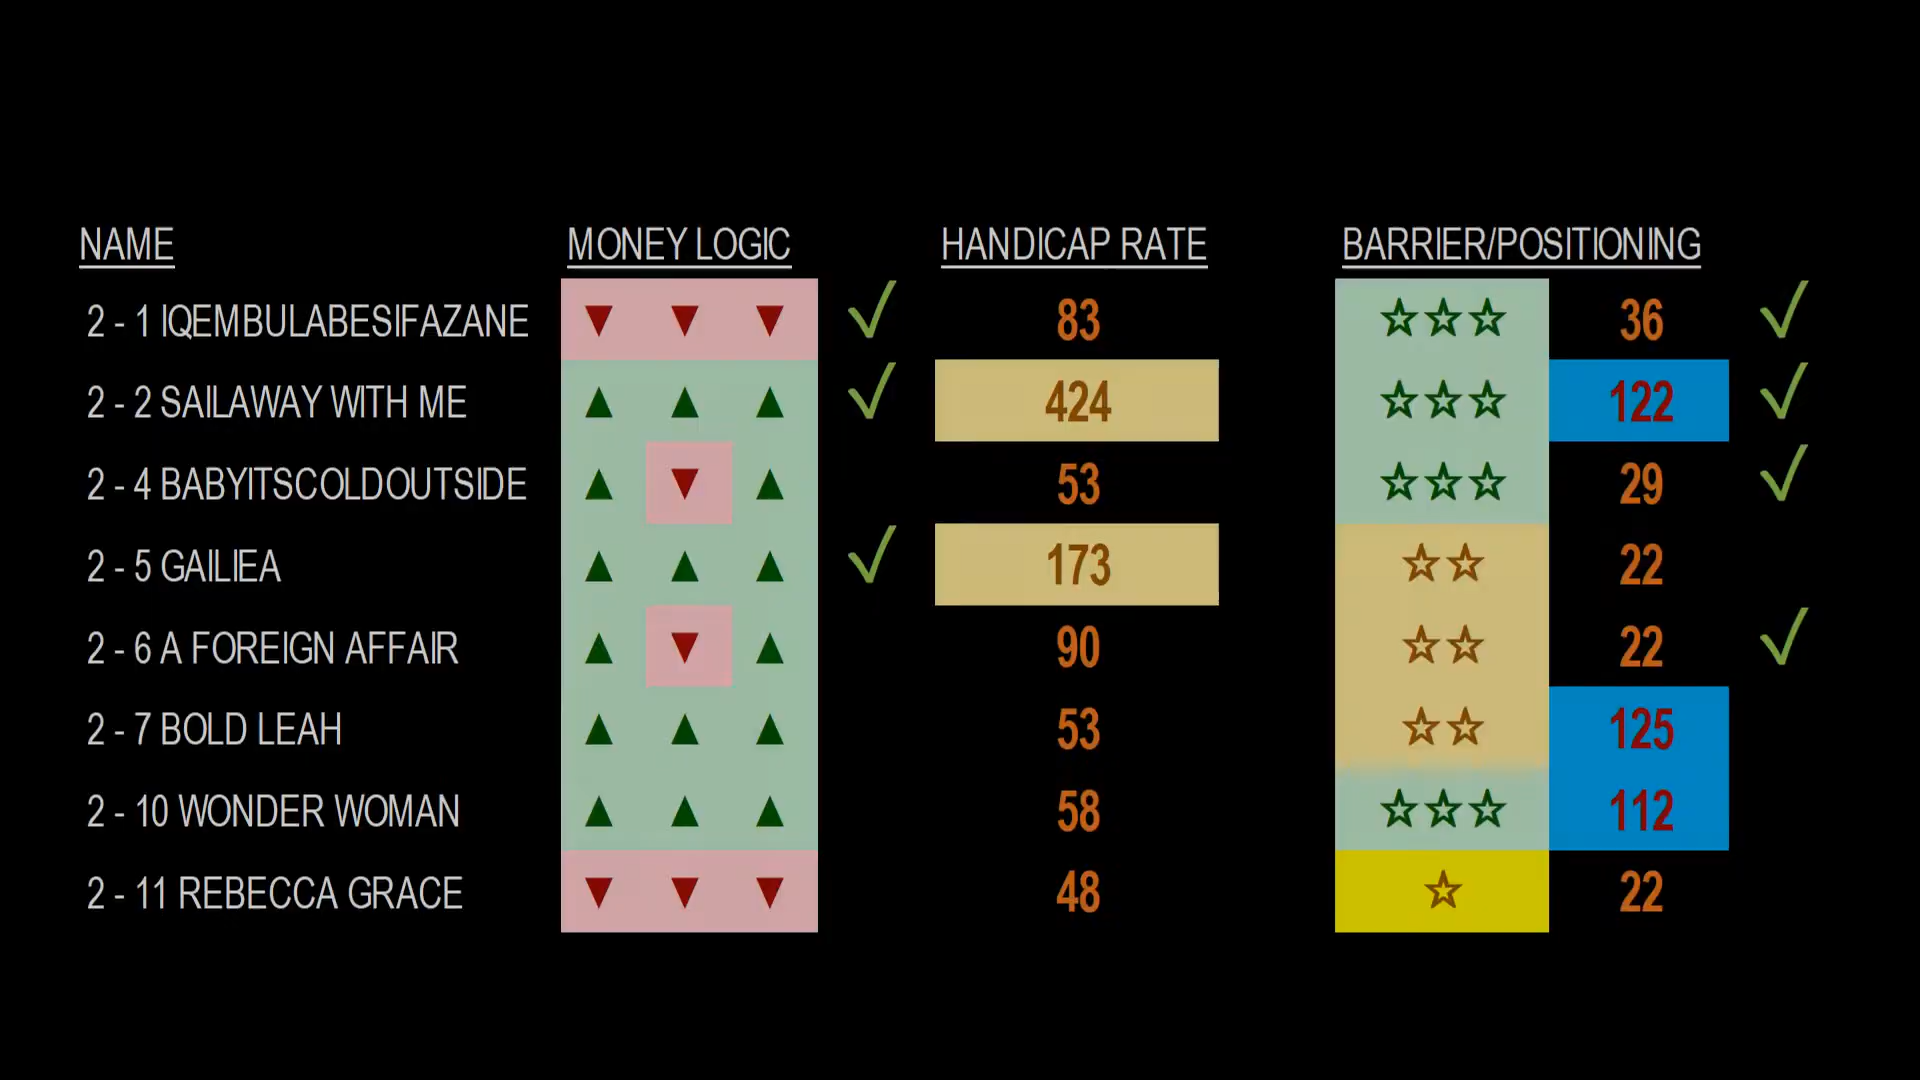 NAME MONEY LOGIC HANDICAP RATE BARRIER/POSITIONING
2 - 1 IQEMBULABESIFAZANE ▼ ▼ ▼ ✓ 83 ☆☆☆ 36 ✓
2 - 2 SAILAWAY WITH ME ▲ ▲ ▲ ✓ 424 ☆☆☆ 122 ✓
2 - 4 BABYITSCOLDOUTSIDE ▲ ▼ ▲ 53 ☆☆☆ 29 ✓
2 - 5 GAILIEA ▲ ▲ ▲ ✓ 173 ☆☆ 22
2 - 6 A FOREIGN AFFAIR ▲ ▼ ▲ 90 ☆☆ 22 ✓
2 - 7 BOLD LEAH ▲ ▲ ▲ 53 ☆☆ 125
2 - 10 WONDER WOMAN ▲ ▲ ▲ 58 ☆☆☆ 112
2 - 11 REBECCA GRACE ▼ ▼ ▼ 48 ☆ 22